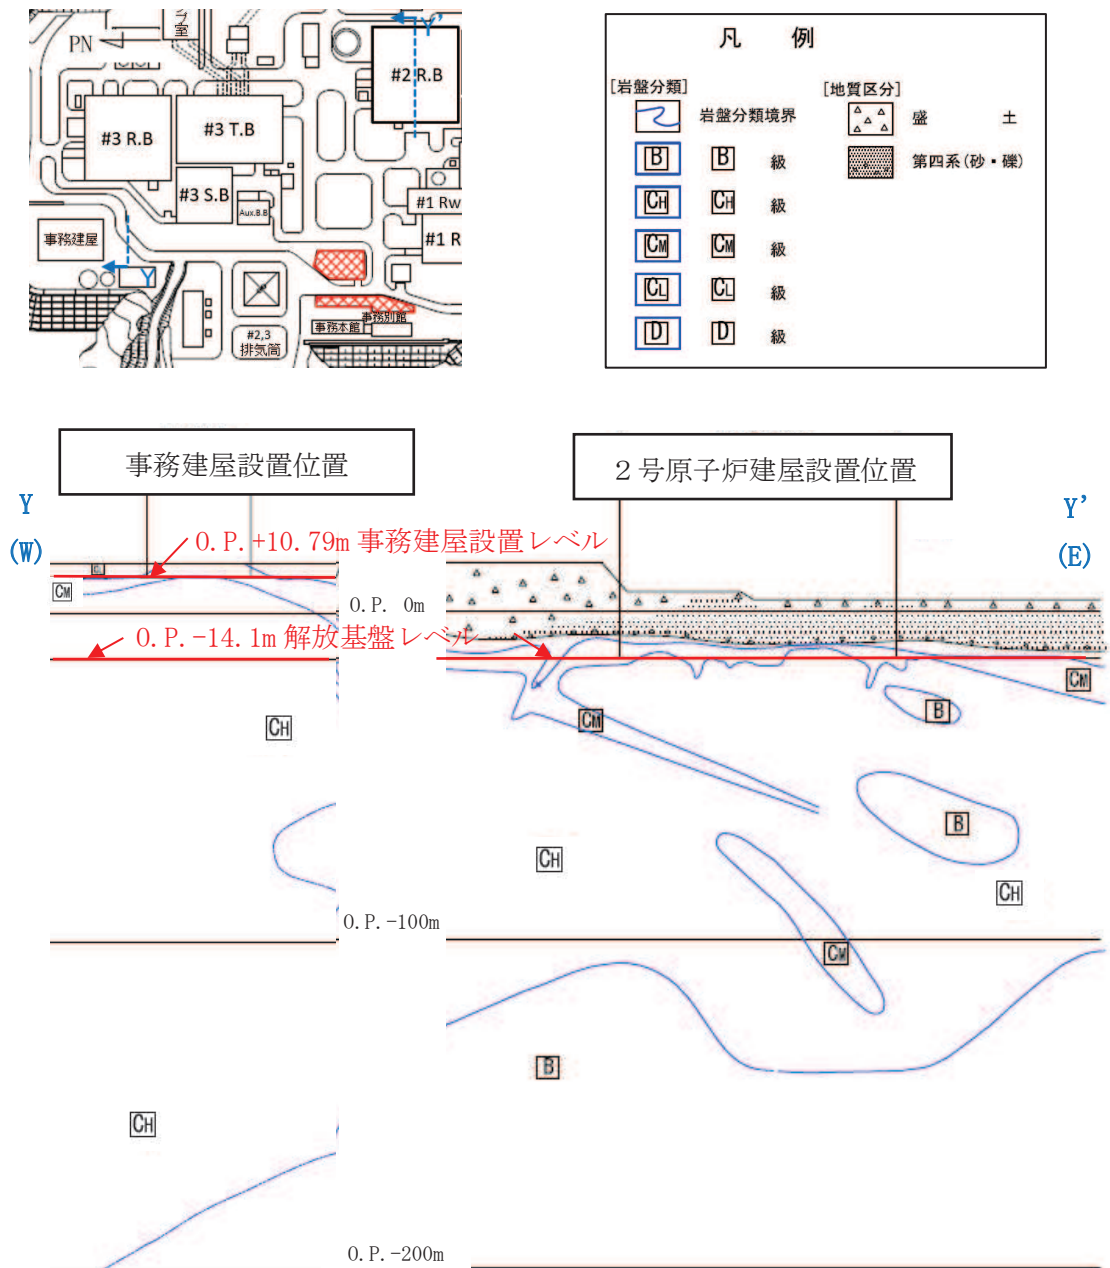 プ室
PN
Y'
#2 R.B
#3 R.B
#3 T.B
#3 S.B
Aux.B.B
#1 Rw
#1 R
事務建屋
Y
#2,3
排気筒
事務本館
事務別館
凡 例
[岩盤分類]
[地質区分]
岩盤分類境界
盛 土
B B 級
第四系(砂・礫)
CH CH 級
CM CM 級
CL CL 級
D D 級
事務建屋設置位置
2号原子炉建屋設置位置
Y
(W)
Y'
(E)
O.P.+10.79m 事務建屋設置レベル
CM
O.P. 0m
O.P.-14.1m 解放基盤レベル
CM
B
CH
CM
B
CH
CH
O.P.-100m
CM
B
CH
O.P.-200m